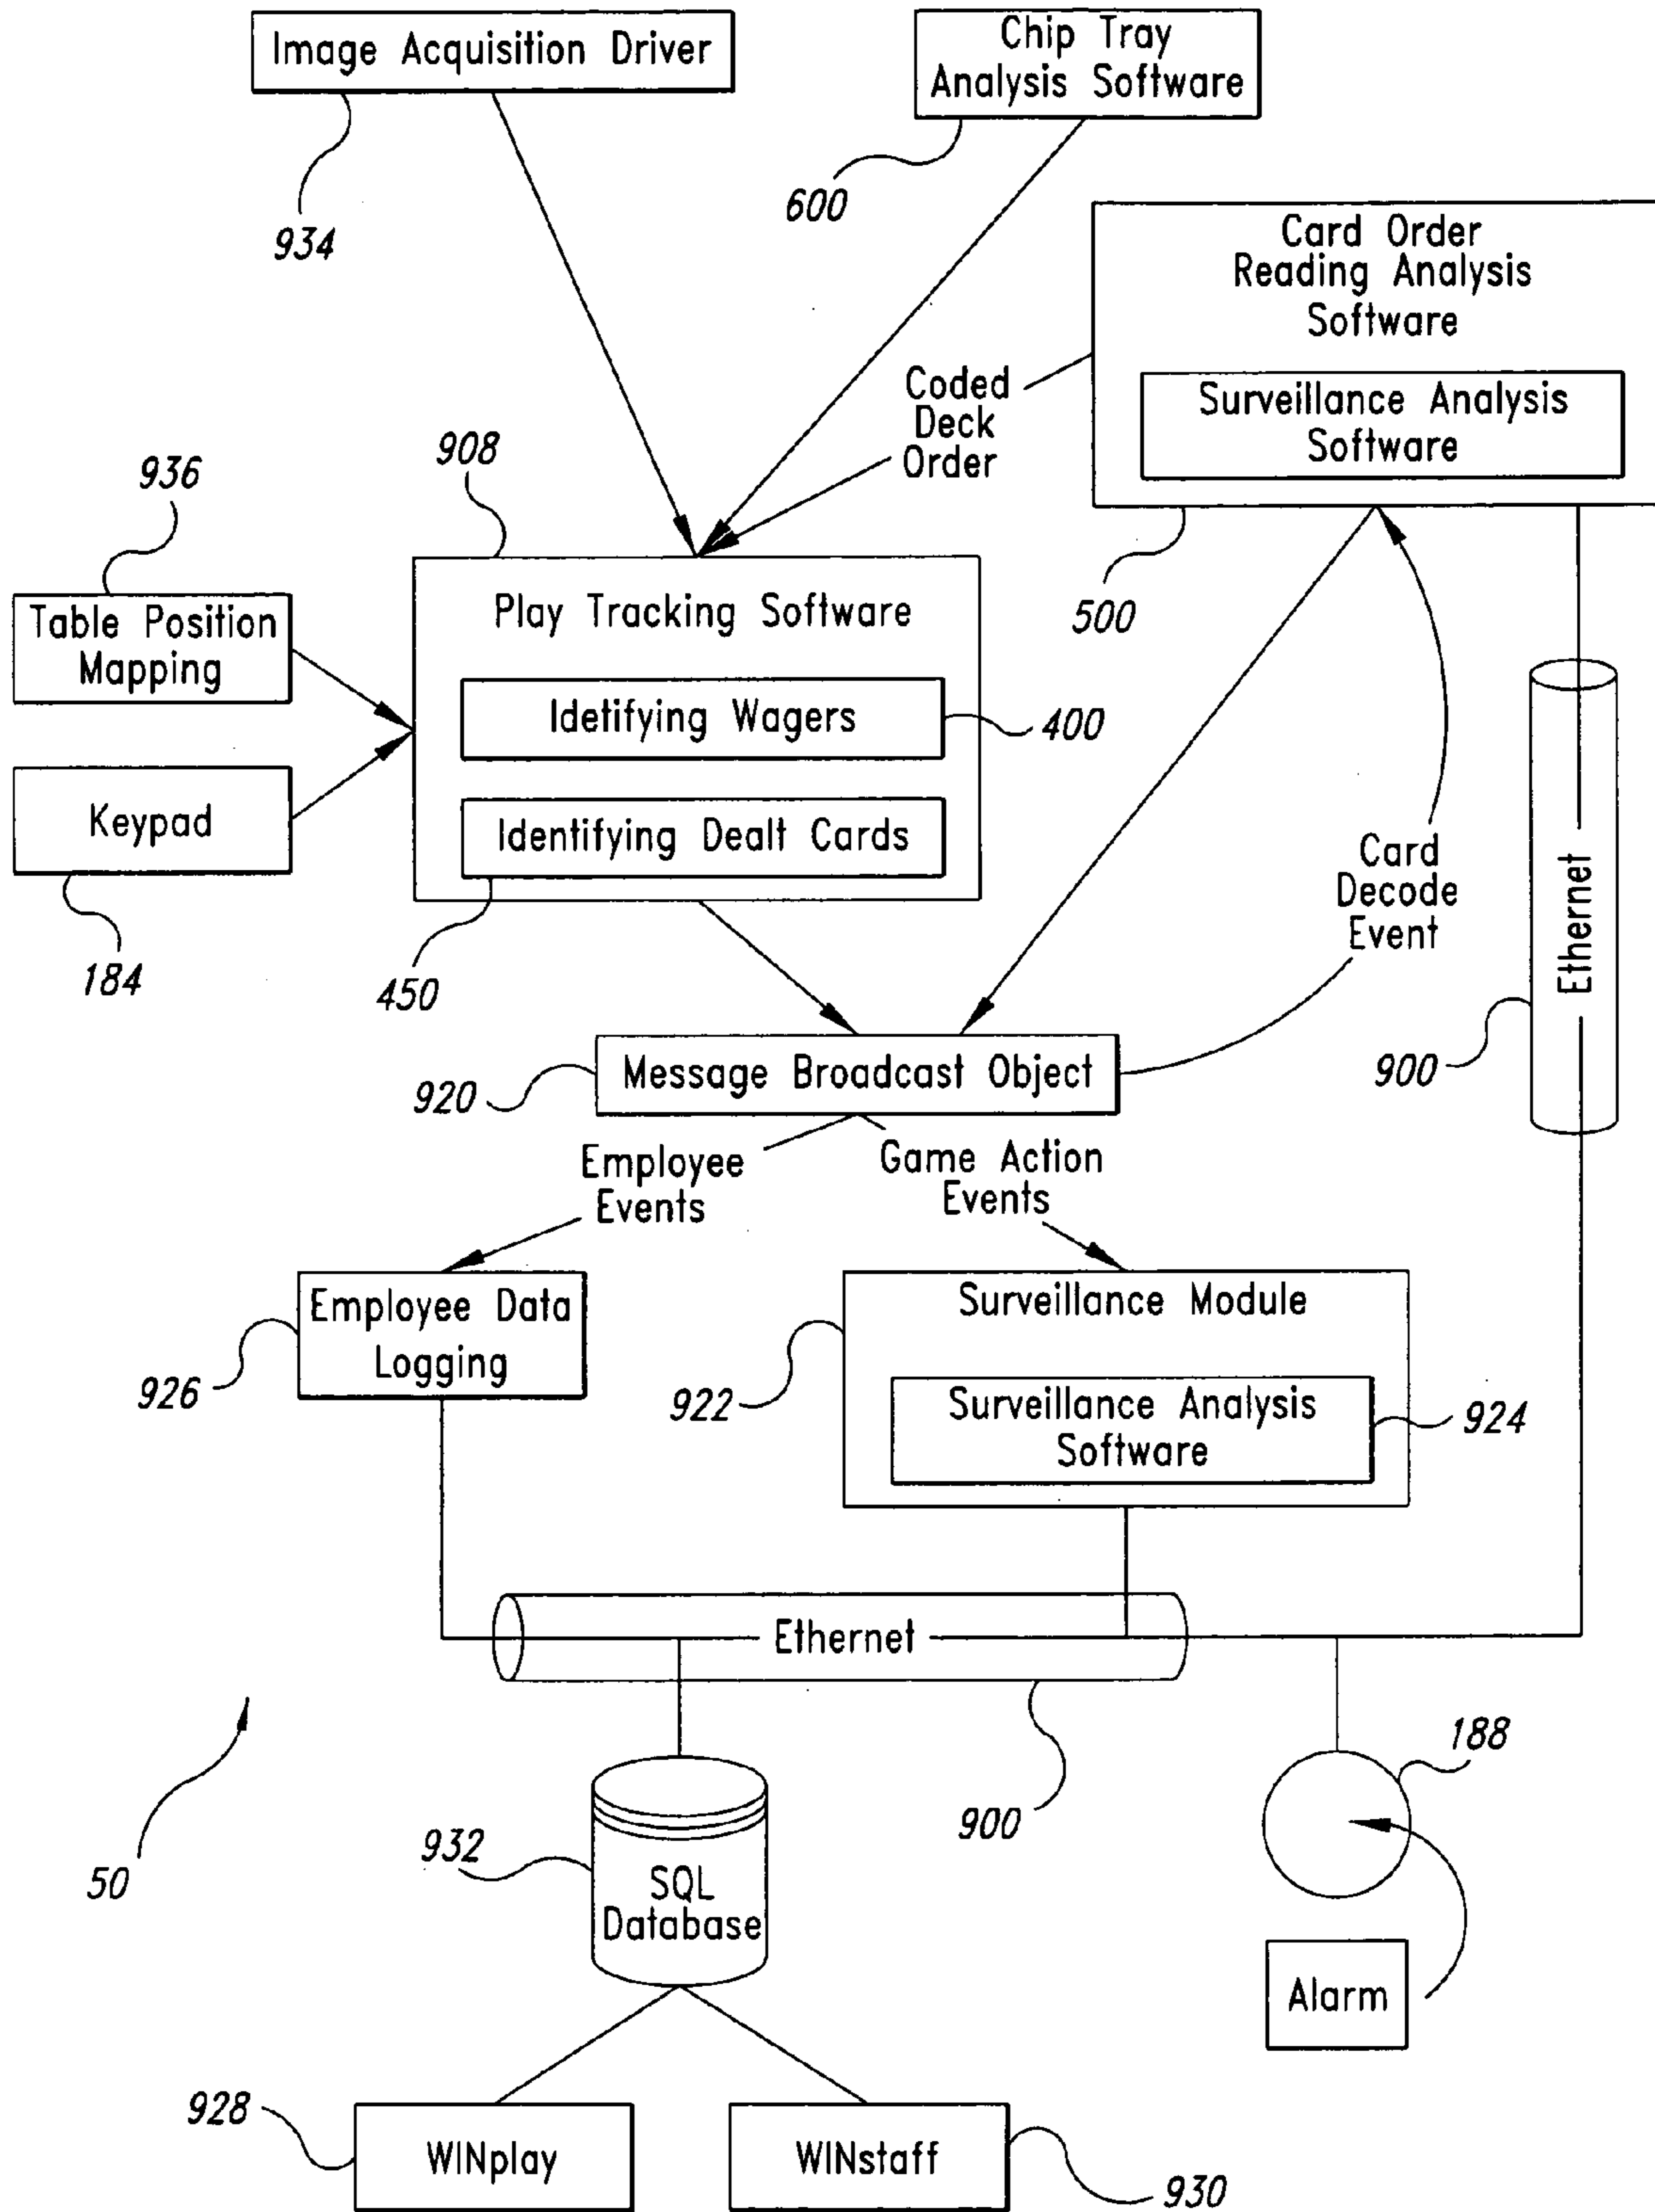 Image Acquisition Driver
934
Chip Tray
Analysis Software
600
Card Order
Reading Analysis
Software
Surveillance Analysis
Software
500
Coded
Deck
Order
908
936
Table Position
Mapping
Keypad
184
Play Tracking Software
Idetifying Wagers
400
Identifying Dealt Cards
450
Card
Decode
Event
Ethernet
900
Message Broadcast Object
920
Employee
Events
Game Action
Events
Employee Data
Logging
926
Surveillance Module
922
Surveillance Analysis
Software
924
Ethernet
900
50
932
SQL
Database
188
Alarm
928
WINplay
WINstaff
930